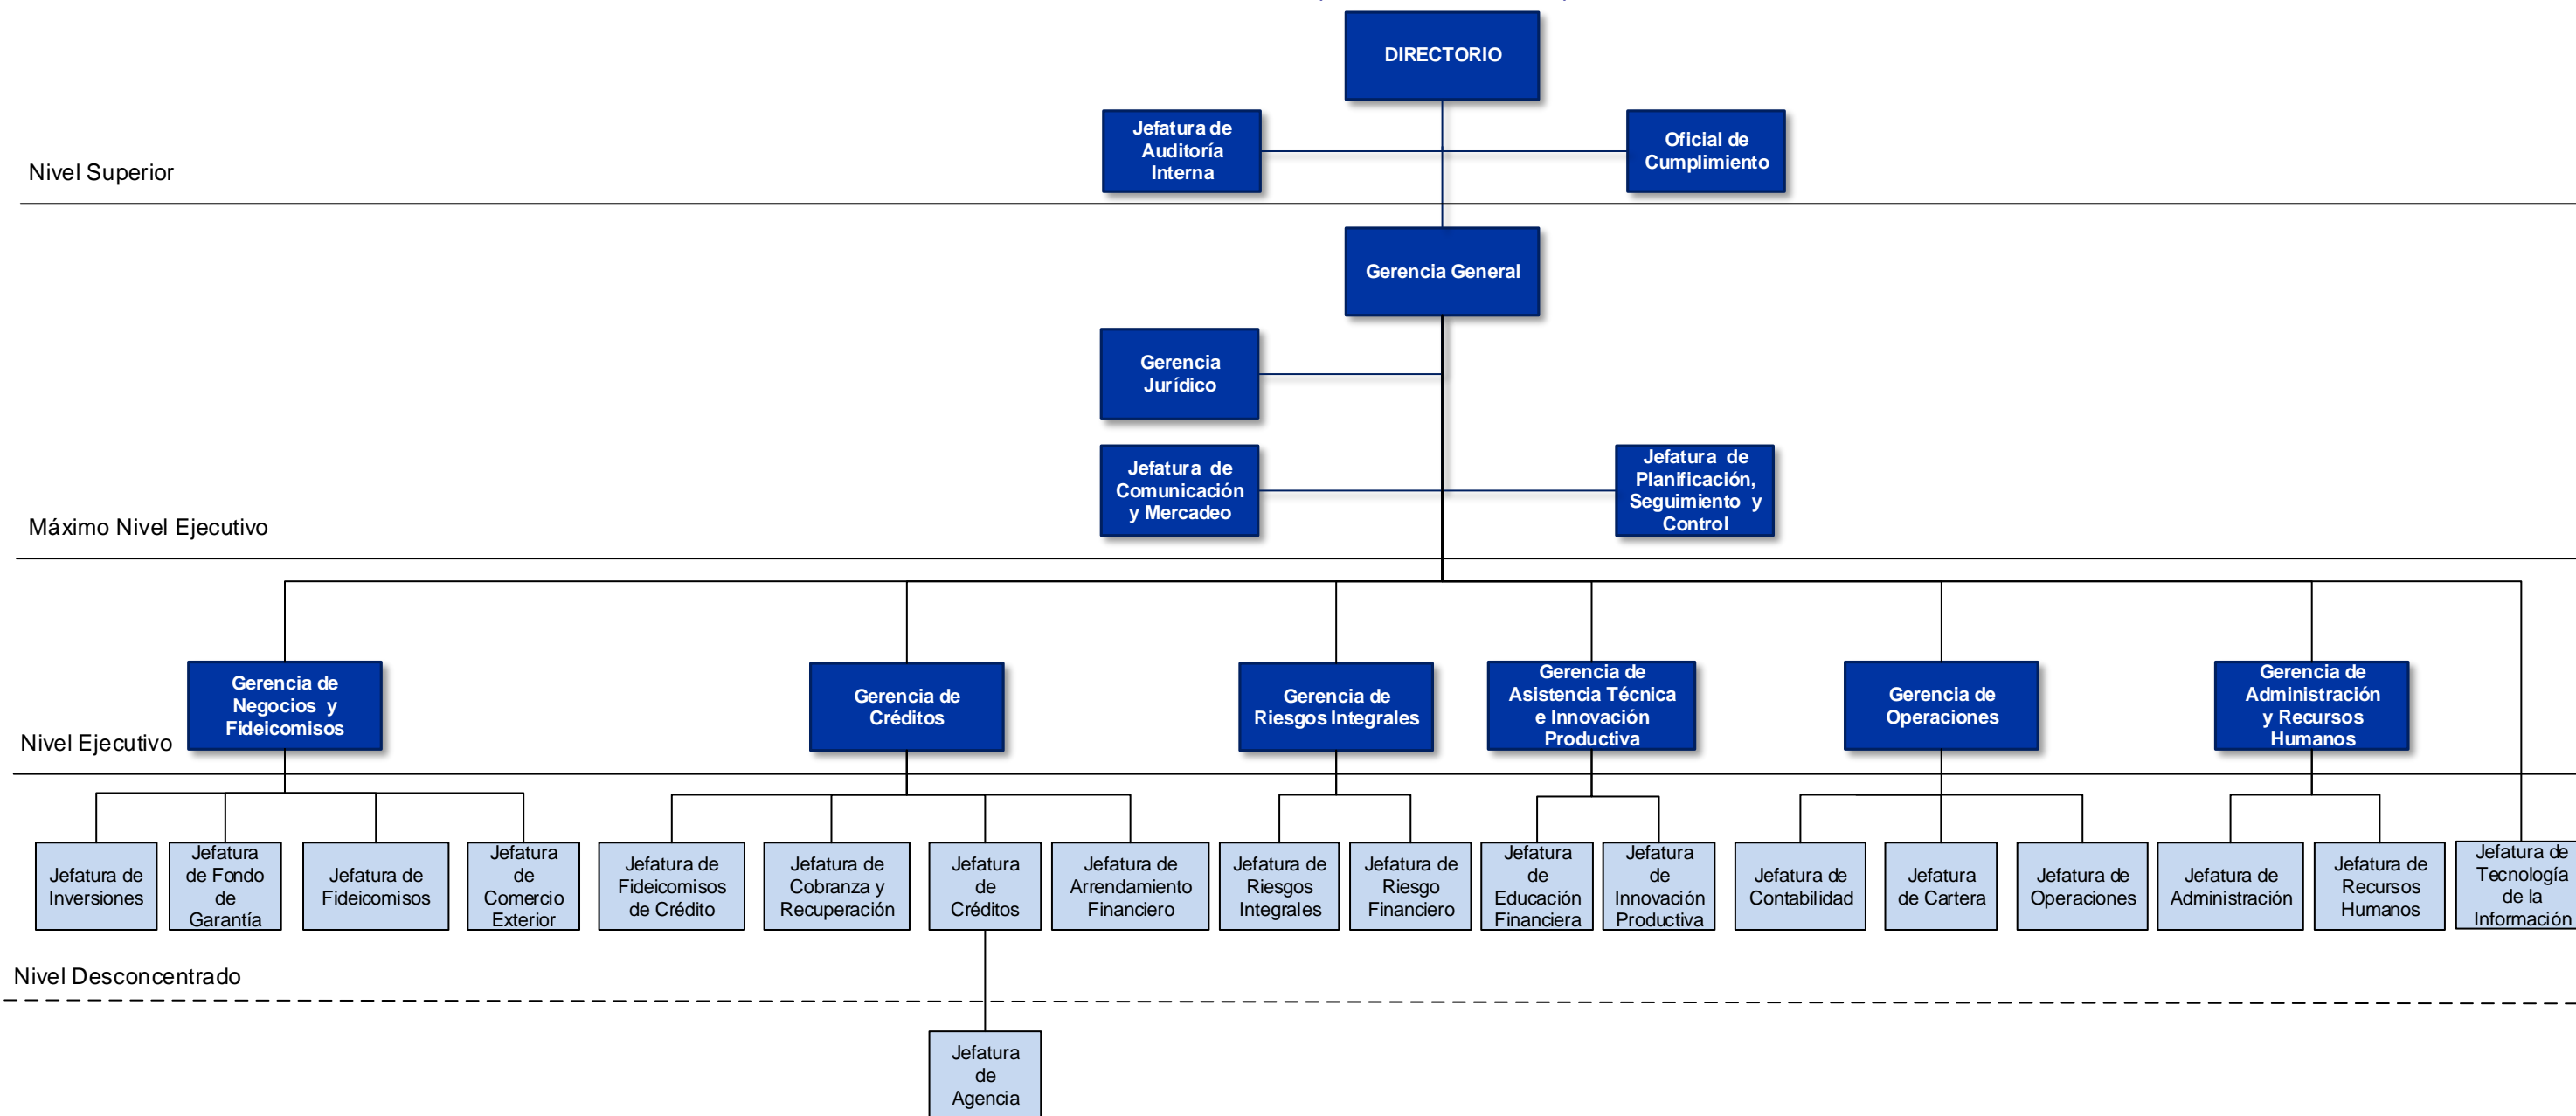 DIRECTORIO
Jefatura de
Auditoría
Interna
Oficial de
Cumplimiento
Nivel Superior
Gerencia General
Gerencia
Jurídico
Jefatura de
Comunicación
y Mercadeo
Jefatura de
Planificación,
Seguimiento y
Control
Máximo Nivel Ejecutivo
Gerencia de
Negocios y
Fideicomisos
Gerencia de
Créditos
Gerencia de
Riesgos Integrales
Gerencia de
Asistencia Técnica
e Innovación
Productiva
Gerencia de
Operaciones
Gerencia de
Administración
y Recursos
Humanos
Nivel Ejecutivo
Jefatura de
Inversiones
Jefatura
de Fondo
de
Garantía
Jefatura de
Fideicomisos
Jefatura
de
Comercio
Exterior
Jefatura de
Fideicomisos
de Crédito
Jefatura de
Cobranza y
Recuperación
Jefatura
de
Créditos
Jefatura de
Arrendamiento
Financiero
Jefatura de
Riesgos
Integrales
Jefatura de
Riesgo
Financiero
Jefatura
de
Educación
Financiera
Jefatura
de
Innovación
Productiva
Jefatura de
Contabilidad
Jefatura
de Cartera
Jefatura de
Operaciones
Jefatura de
Administración
Jefatura de
Recursos
Humanos
Jefatura de
Tecnología
de la
Información
Nivel Desconcentrado
Jefatura
de
Agencia